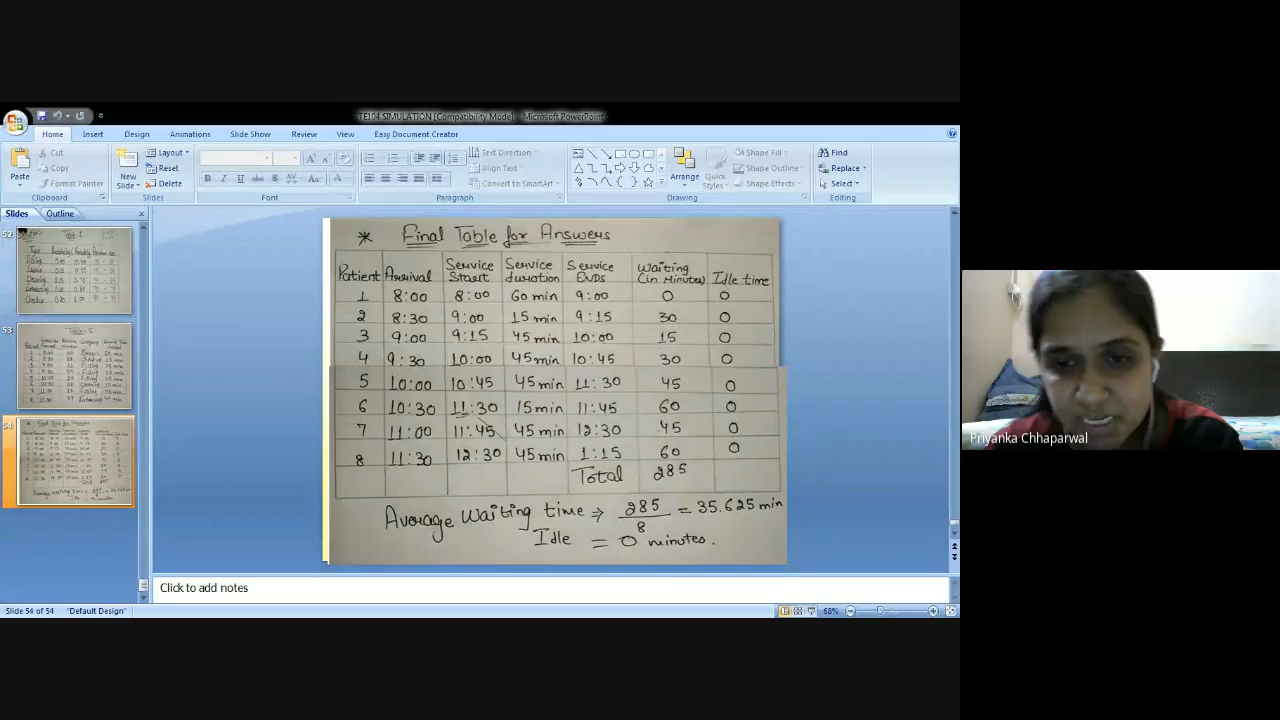 TE104 SIMULATION [Compatibility Mode] - Microsoft PowerPoint
Home Insert Design Animations Slide Show Review View Easy Document Creator
Paste Cut Copy Format Painter Clipboard
New Slide Layout Reset Delete Slides
Font
Text Direction Align Text Convert to SmartArt Paragraph
Arrange Quick Styles Shape Fill Shape Outline Shape Effects Drawing
Find Replace Select Editing
Slides Outline
52
53
54
* Final Table for Answers
Patient Arrival Service Start Service duration Service Ends Waiting (in Minutes) Idle time
1 8:00 8:00 60 min 9:00 0 0
2 8:30 9:00 15 min 9:15 30 0
3 9:00 9:15 45 min 10:00 15 0
4 9:30 10:00 45 min 10:45 30 0
5 10:00 10:45 45 min 11:30 45 0
6 10:30 11:30 15 min 11:45 60 0
7 11:00 11:45 45 min 12:30 45 0
8 11:30 12:30 45 min 1:15 60 0
Total 285
Average Waiting time → 285/8 = 35.625 min
Idle = 0 minutes.
Click to add notes
Slide 54 of 54 "Default Design" 68%
Priyanka Chhaparwal